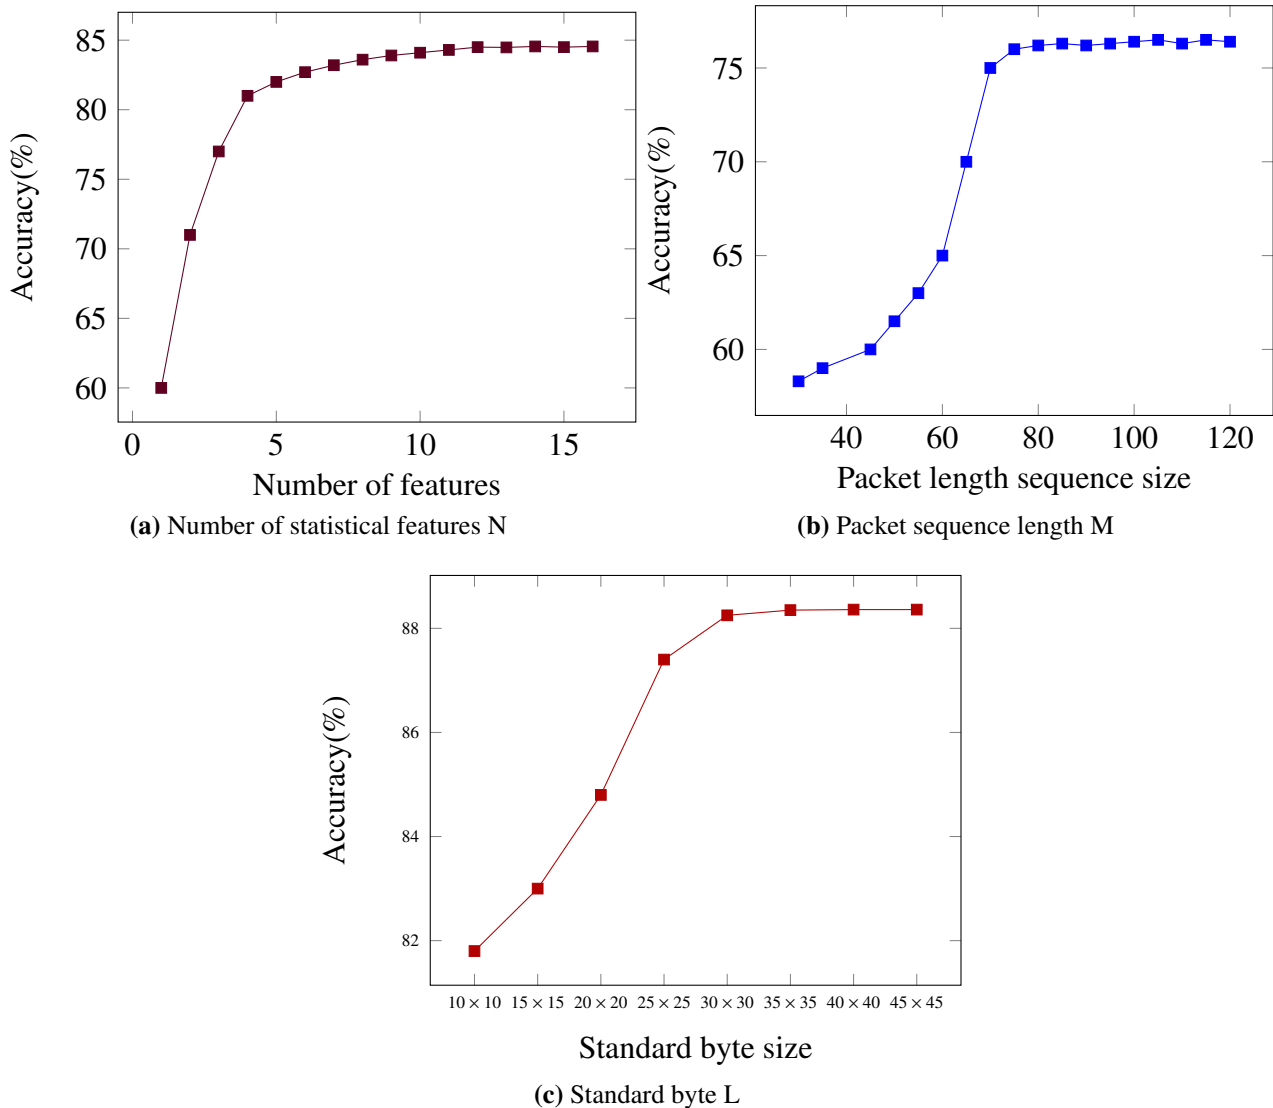 85
80
75
70
65
60
Accuracy(%)
0 5 10 15
Number of features
(a) Number of statistical features N
75
70
65
60
Accuracy(%)
40 60 80 100 120
Packet length sequence size
(b) Packet sequence length M
88
86
84
82
Accuracy(%)
10 × 10 15 × 15 20 × 20 25 × 25 30 × 30 35 × 35 40 × 40 45 × 45
Standard byte size
(c) Standard byte L